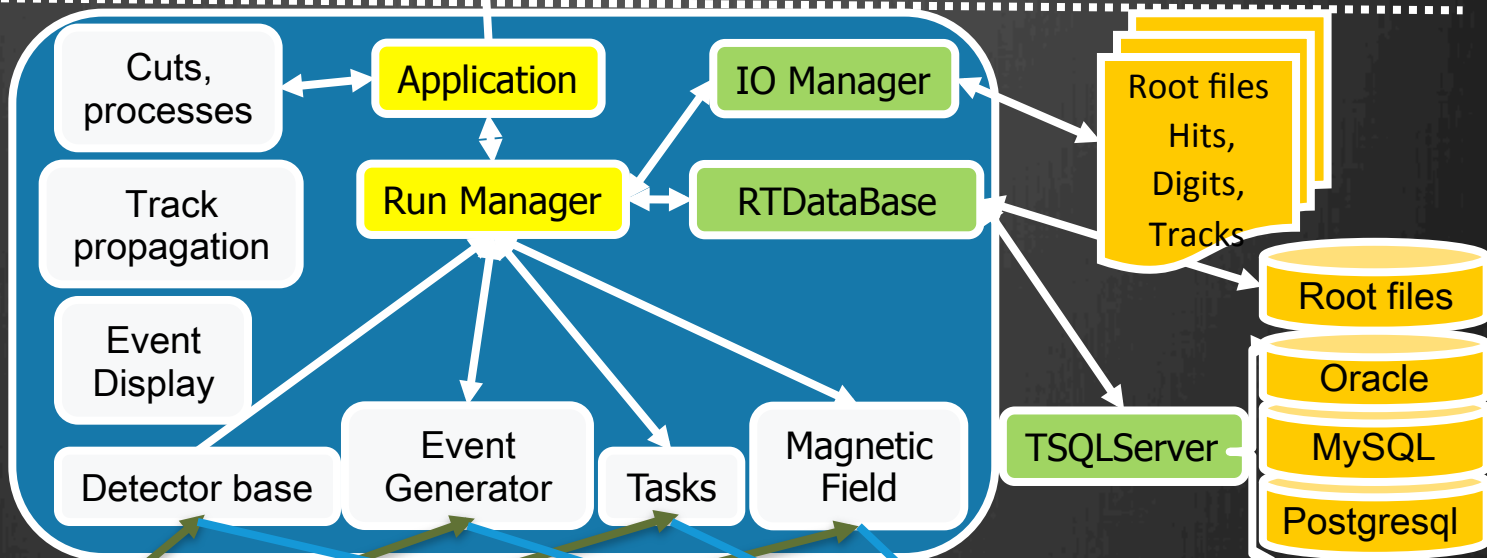 Cuts,
processes
Application
IO Manager
Root files
Hits,
Digits,
Tracks
Track
propagation
Run Manager
RTDataBase
Root files
Event
Display
Oracle
MySQL
Postgresql
TSQLServer
Detector base
Event
Generator
Tasks
Magnetic
Field